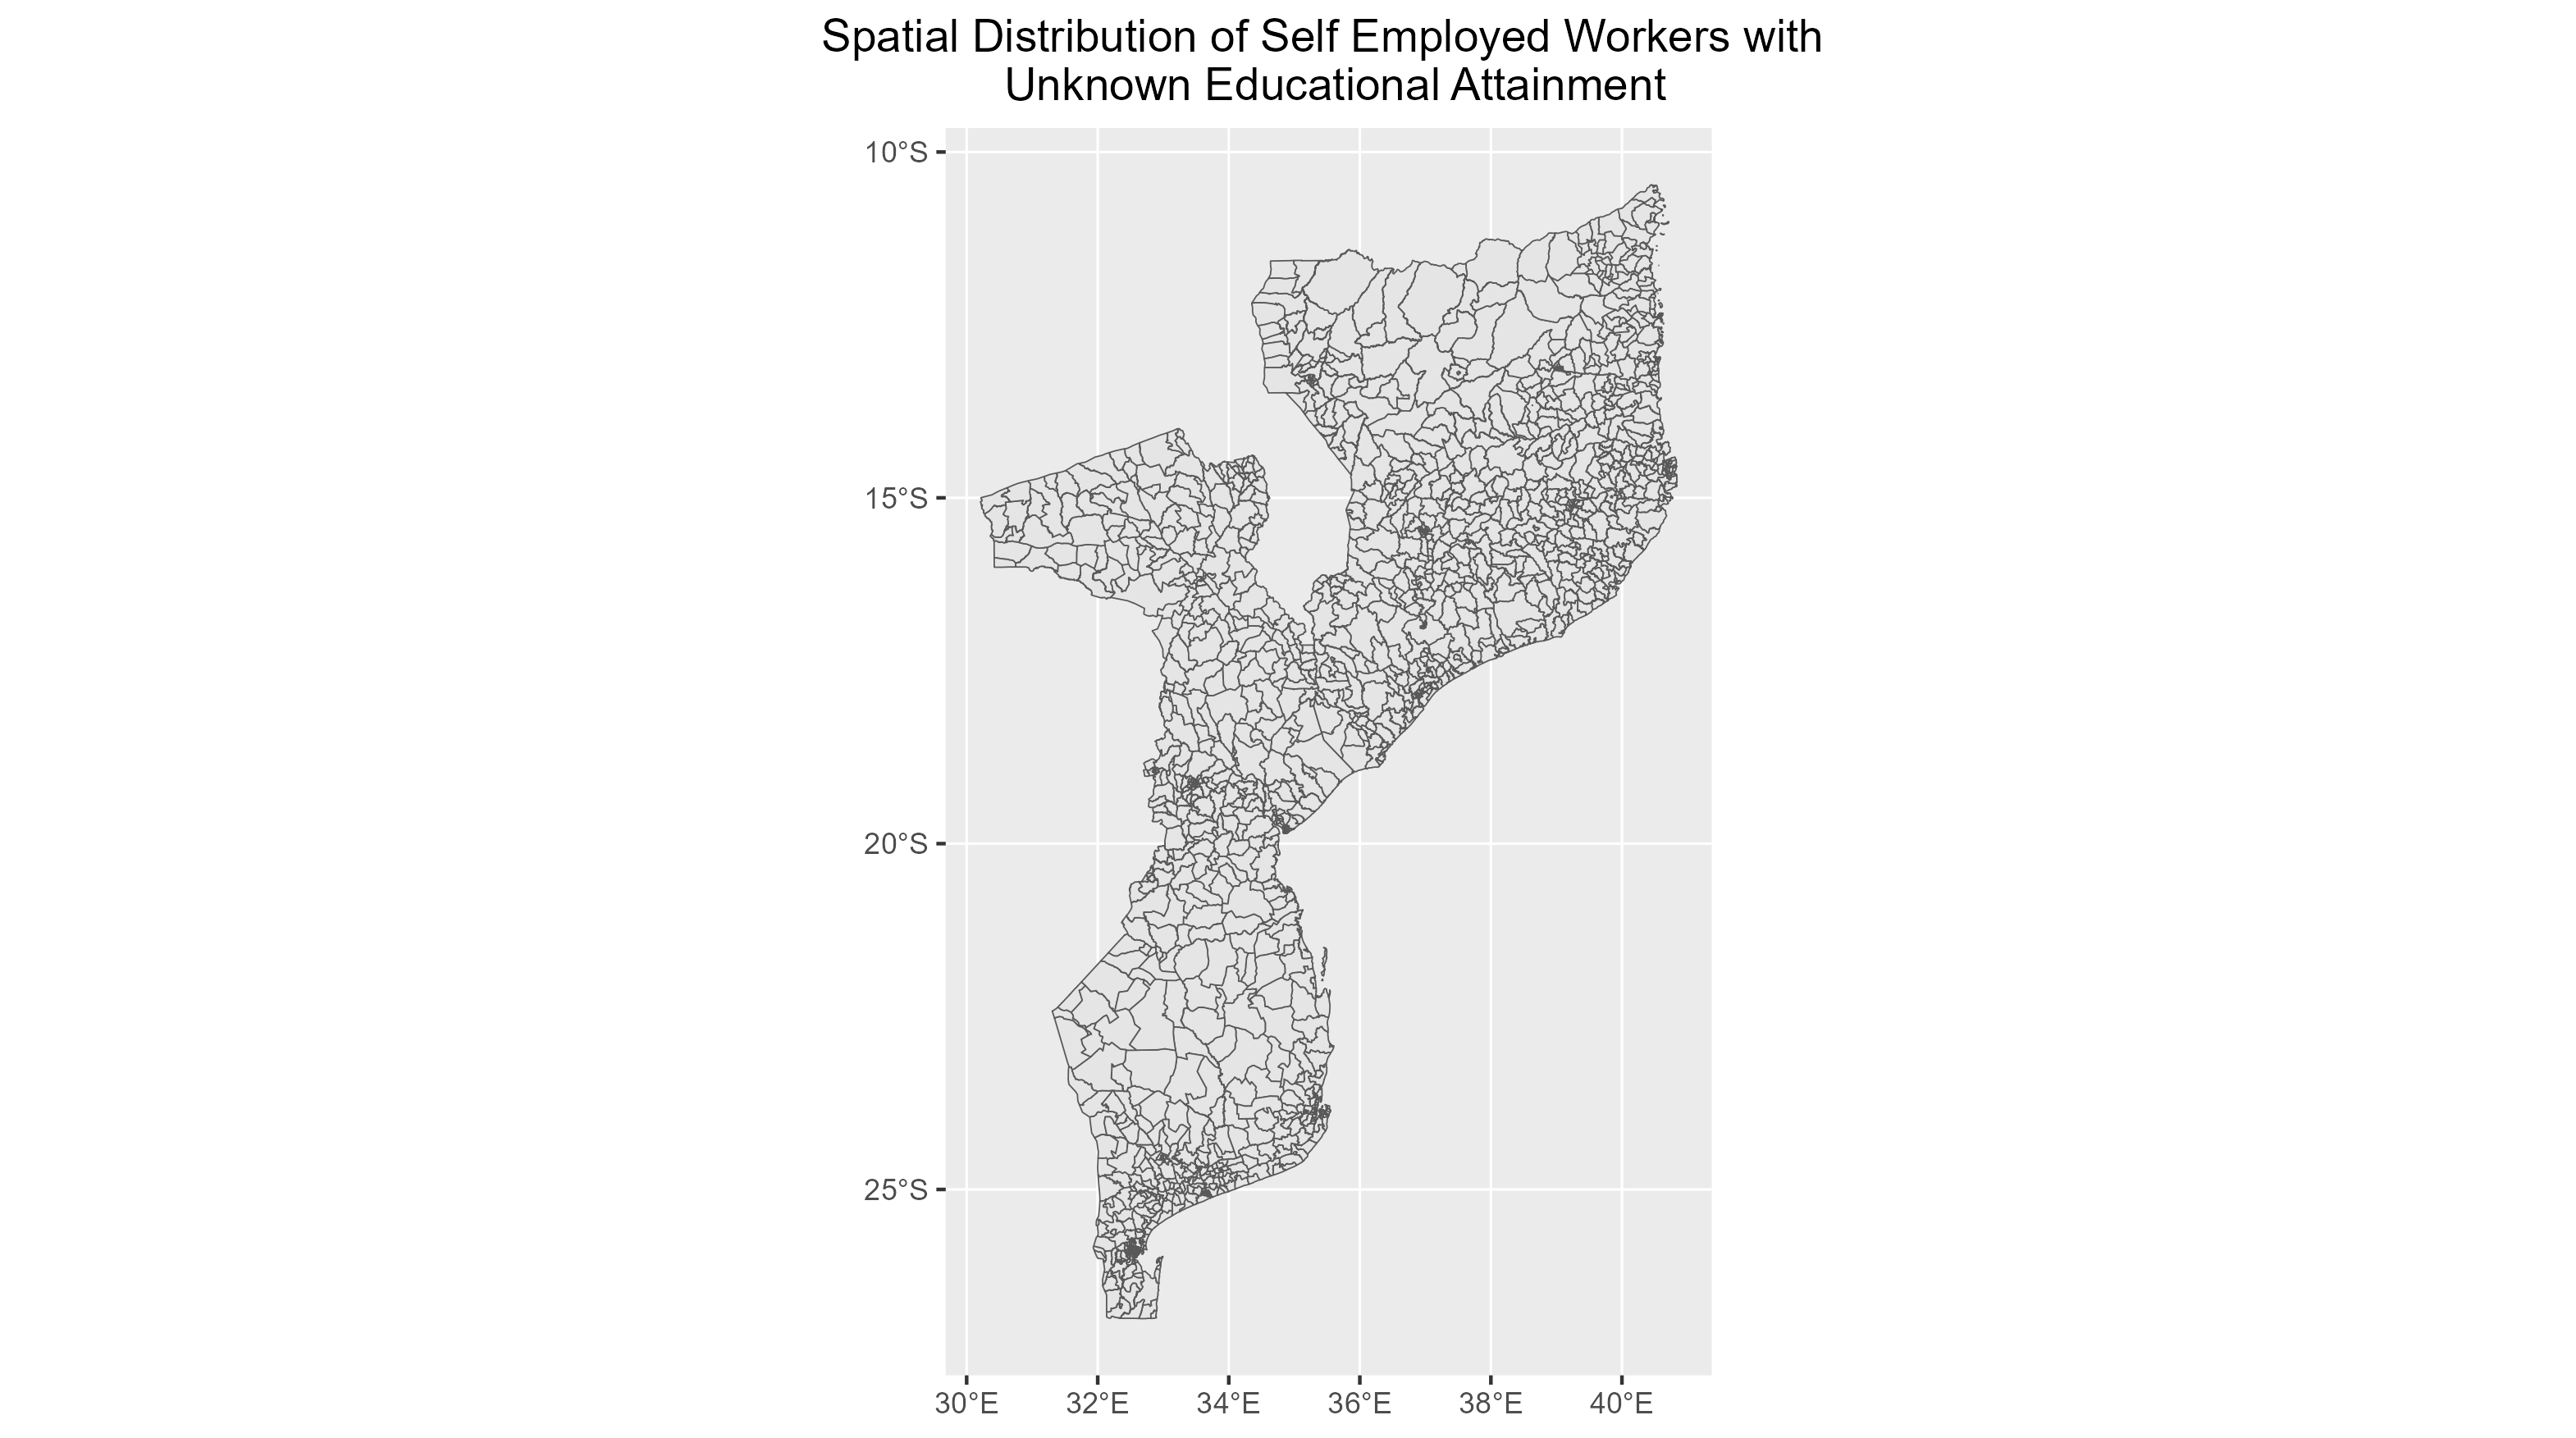 Spatial Distribution of Self Employed Workers with
Unknown Educational Attainment
10°S
15°S
20°S
25°S
30°E 32°E 34°E 36°E 38°E 40°E